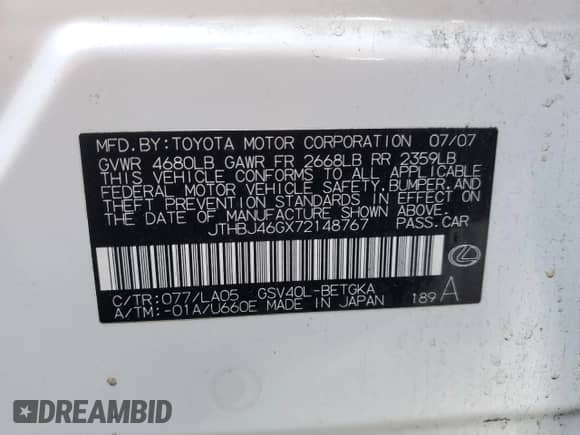 MFD.BY:TOYOTA MOTOR CORPORATION 07/07
GVWR 4680LB GAWR FR 2668LB RR 2359LB
THIS VEHICLE CONFORMS TO ALL APPLICABLE
FEDERAL MOTOR VEHICLE SAFETY,BUMPER,AND
THEFT PREVENTION STANDARDS IN EFFECT ON
THE DATE OF MANUFACTURE SHOWN ABOVE.
JTHBJ46GX72148767 PASS.CAR
C/TR:077/LA05 GSV40L-BETGKA
A/TM:-01A/U660E MADE IN JAPAN 189 A
DREAMBID